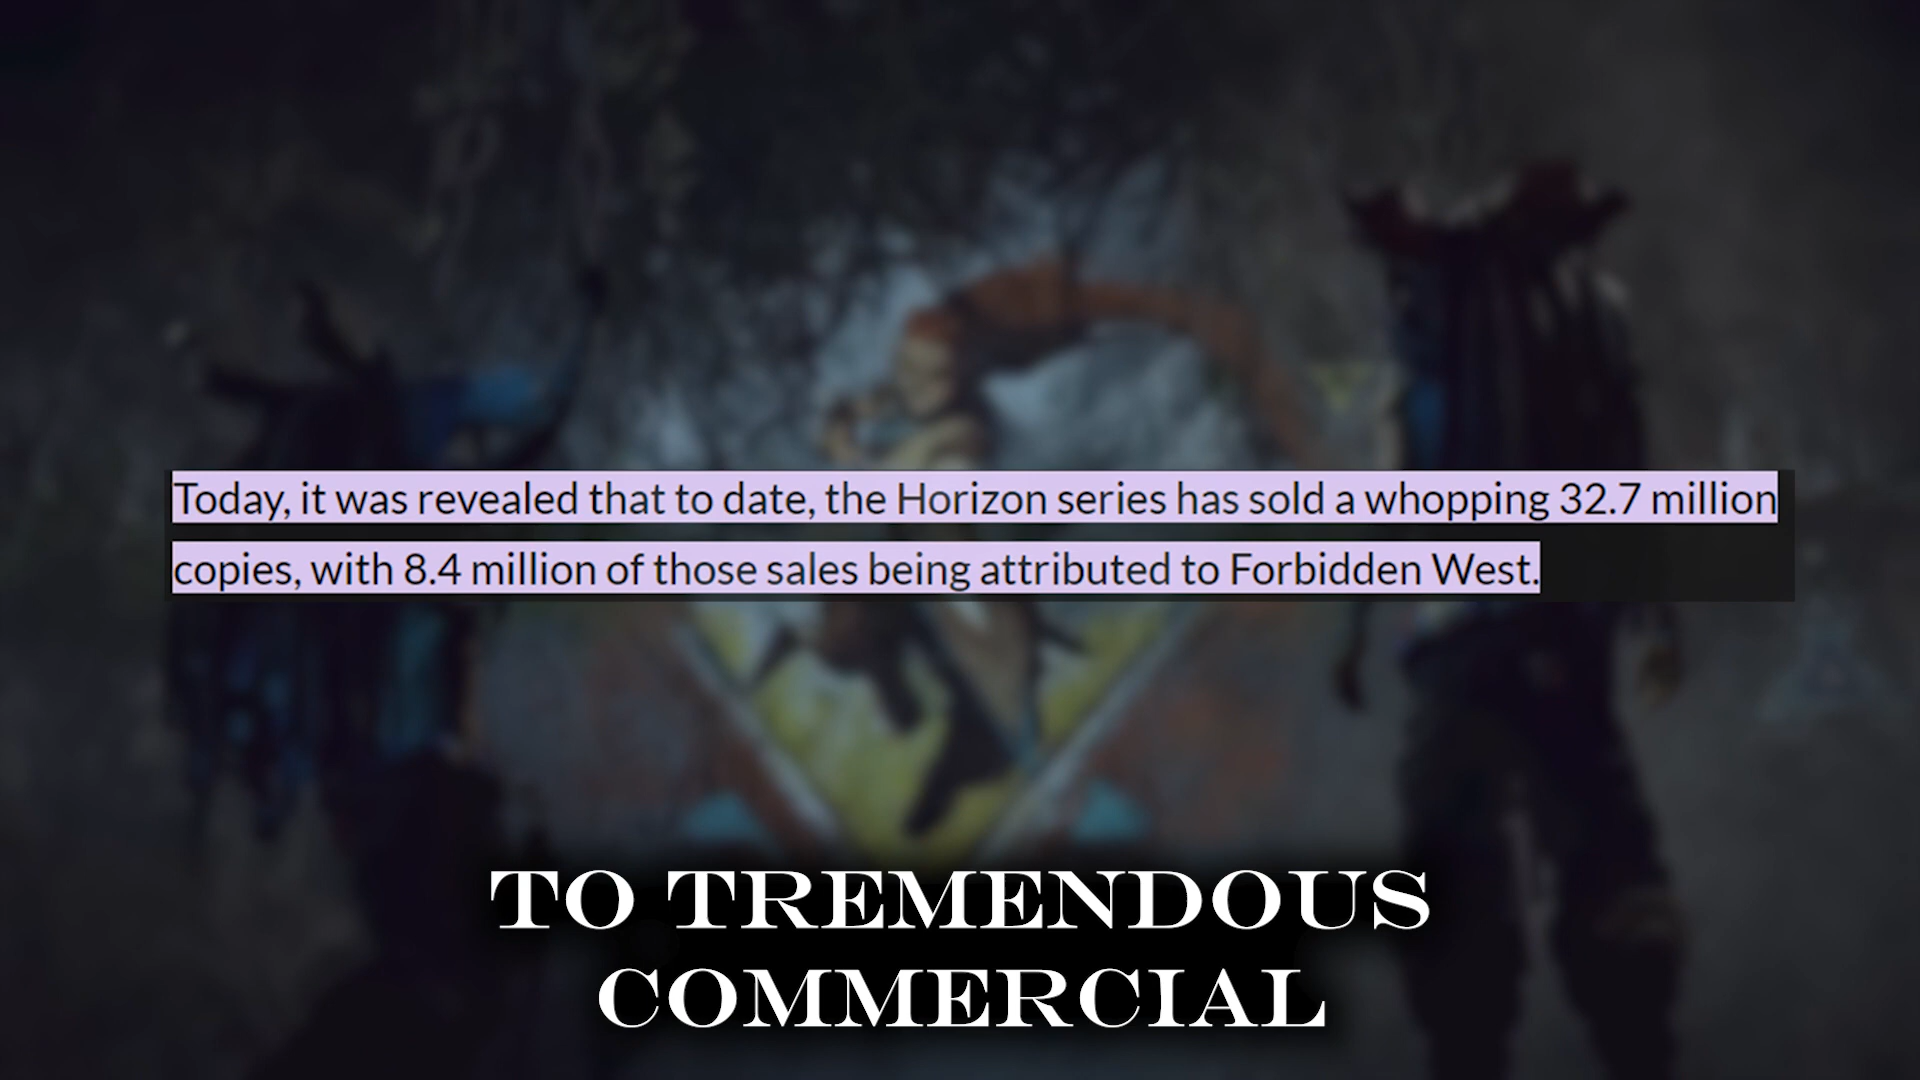 Today, it was revealed that to date, the Horizon series has sold a whopping 32.7 million
copies, with 8.4 million of those sales being attributed to Forbidden West.
TO TREMENDOUS
COMMERCIAL